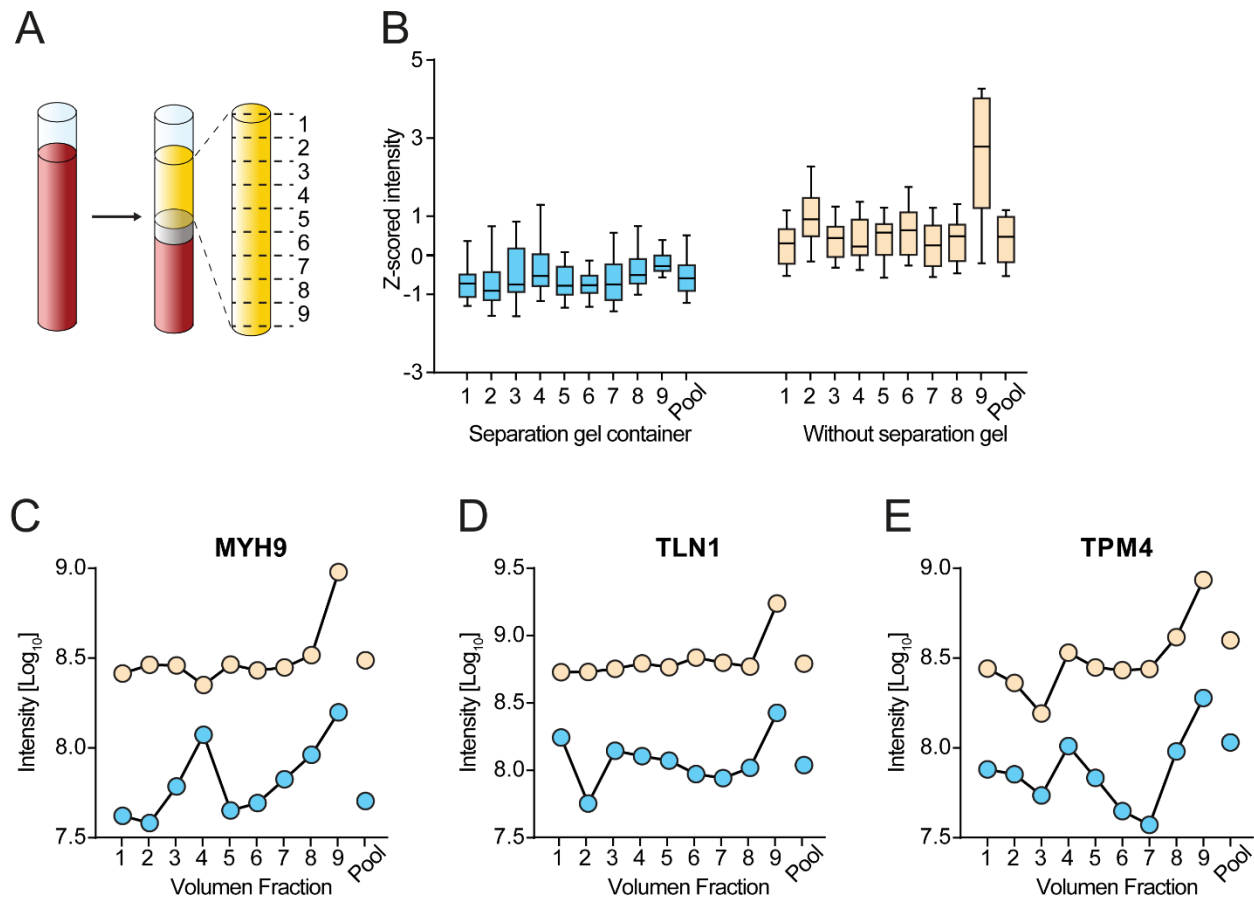 A
1
2
3
4
5
6
7
8
9
B
Z-scored intensity
5
3
1
0
-1
-3
1 2 3 4 5 6 7 8 9 Pool
Separation gel container
1 2 3 4 5 6 7 8 9 Pool
Without separation gel
C
MYH9
Intensity [Log10]
9.0
8.5
8.0
7.5
1 2 3 4 5 6 7 8 9 Pool
Volumen Fraction
D
TLN1
Intensity [Log10]
9.5
9.0
8.5
8.0
7.5
1 2 3 4 5 6 7 8 9 Pool
Volumen Fraction
E
TPM4
Intensity [Log10]
9.0
8.5
8.0
7.5
1 2 3 4 5 6 7 8 9 Pool
Volumen Fraction